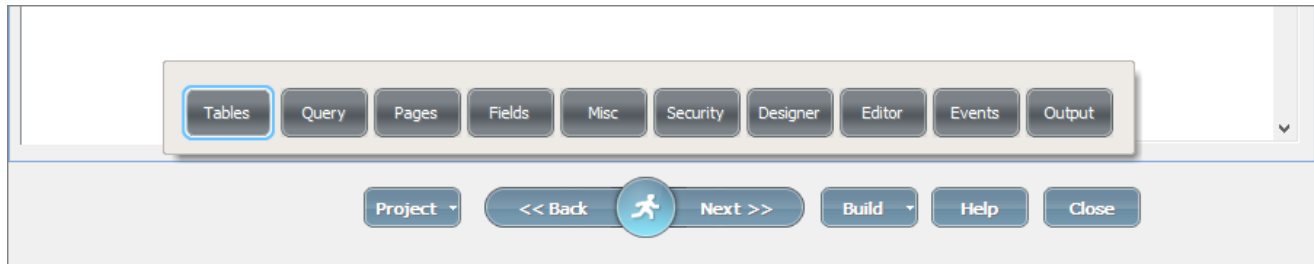 Tables Query Pages Fields Misc Security Designer Editor Events Output
Project << Back Next >> Build Help Close